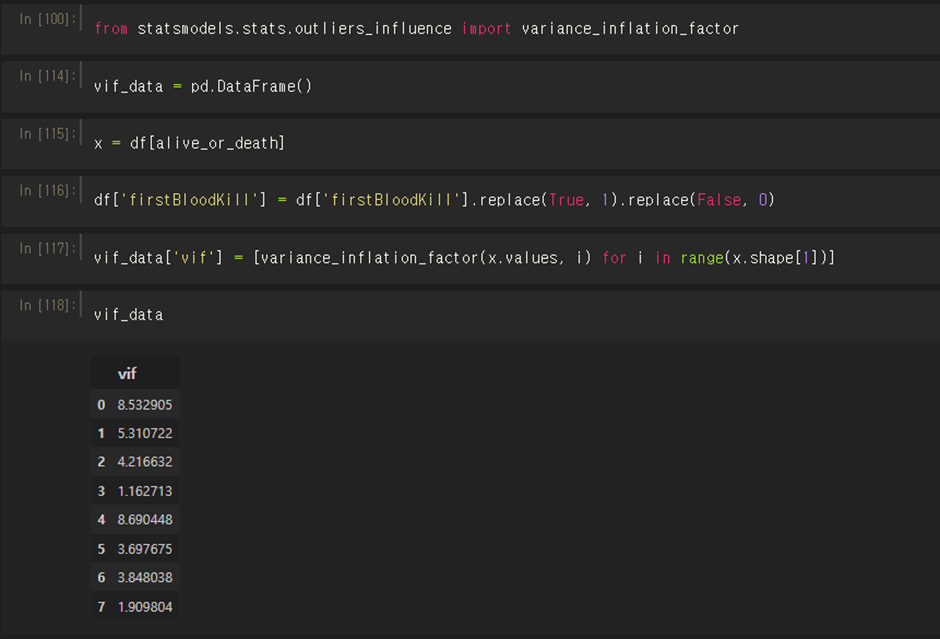 In [100]:
from statsmodels.stats.outliers_influence import variance_inflation_factor
In [114]:
vif_data = pd.DataFrame()
In [115]:
x = df[alive_or_death]
In [116]:
df['firstBloodKill'] = df['firstBloodKill'].replace(True, 1).replace(False, 0)
In [117]:
vif_data['vif'] = [variance_inflation_factor(x.values, i) for i in range(x.shape[1])]
In [118]:
vif_data
vif
0 8.532905
1 5.310722
2 4.216632
3 1.162713
4 8.690448
5 3.697675
6 3.848038
7 1.909804